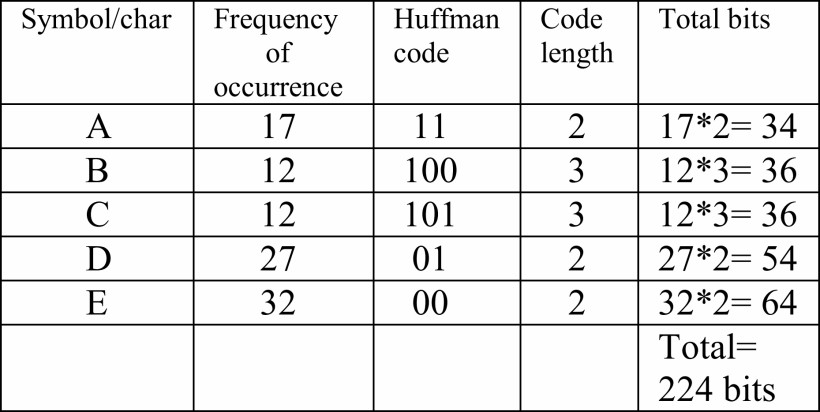 Symbol/char Frequency of occurrence Huffman code Code length Total bits
A 17 11 2 17*2= 34
B 12 100 3 12*3= 36
C 12 101 3 12*3= 36
D 27 01 2 27*2= 54
E 32 00 2 32*2= 64
Total=
224 bits